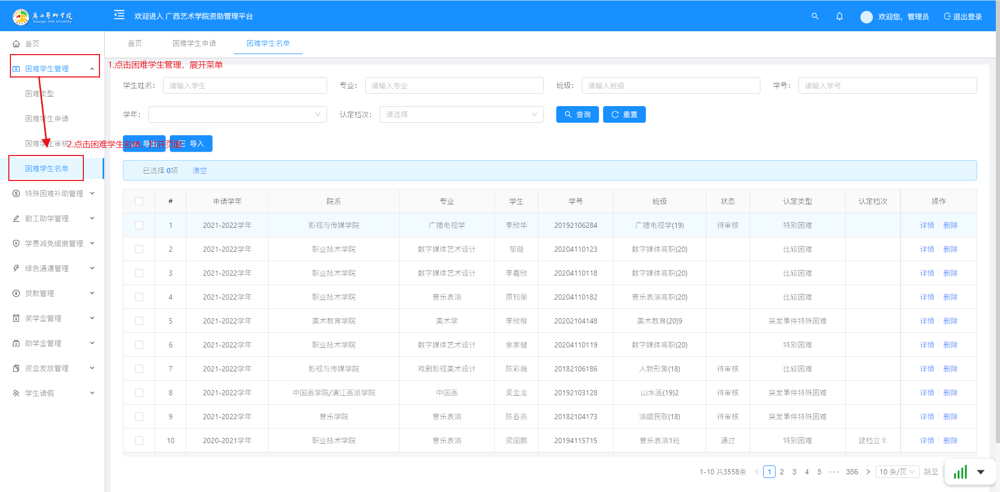 廣西藝術學院
Guangxi Arts University
欢迎进入 广西艺术学院资助管理平台
欢迎您，管理员
退出登录
首页
困难学生管理
困难类型
困难学生申请
困难学生审核
困难学生名单
特殊困难补助管理
勤工助学管理
学费减免缓缴管理
绿色通道管理
贷款管理
奖学金管理
助学金管理
资金发放管理
学生请假
首页 困难学生申请 困难学生名单
1.点击困难学生管理，展开菜单
学生姓名： 请输入学生 专业： 请输入专业 班级： 请输入班级 学号： 请输入学号
学年： 认定档次： 请选择 查询 重置
2.点击困难学生名单，打开页面
导出 导入
已选择 0项 清空
# 申请学年 院系 专业 学生 学号 班级 状态 认定类型 认定档次 操作
1 2021-2022学年 影视与传媒学院 广播电视学 李欣华 20192106284 广播电视学(19) 待审核 特别困难 详情 删除
2 2021-2022学年 职业技术学院 数字媒体艺术设计 邹璇 20204110123 数字媒体高职(20) 比较困难 详情 删除
3 2021-2022学年 职业技术学院 数字媒体艺术设计 李嘉欣 20204110118 数字媒体高职(20) 比较困难 详情 删除
4 2021-2022学年 职业技术学院 音乐表演 原钊丽 20204110182 音乐表演高职(20) 比较困难 详情 删除
5 2021-2022学年 美术教育学院 美术学 李欣柳 20202104148 美术教育(20)9 突发事件特殊困难 详情 删除
6 2021-2022学年 职业技术学院 数字媒体艺术设计 余家健 20204110119 数字媒体高职(20) 特别困难 详情 删除
7 2021-2022学年 影视与传媒学院 戏剧影视美术设计 陈彩薇 20182106186 人物形象(18) 待审核 比较困难 详情 删除
8 2021-2022学年 中国画学院/漓江画派学院 中国画 吴金龙 20192103128 山水画(19)2 待审核 突发事件特殊困难 详情 删除
9 2021-2022学年 音乐学院 音乐表演 陈春燕 20182104173 演唱民歌(18) 待审核 突发事件特殊困难 详情 删除
10 2020-2021学年 职业技术学院 音乐表演 梁国鹏 20194115715 音乐表演1班 通过 特别困难 建档立卡 详情 删除
1-10 共3558条 < 1 2 3 4 5 ••• 356 > 10 条/页 跳至